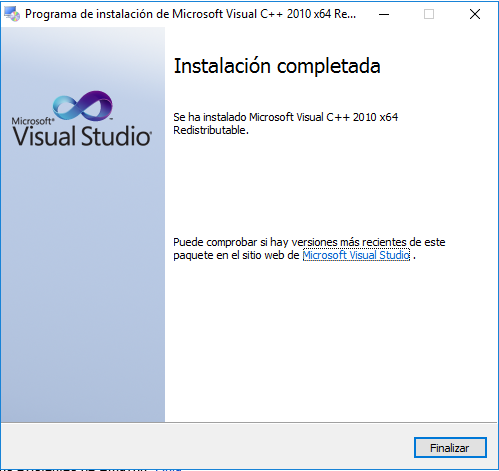 Programa de instalación de Microsoft Visual C++ 2010 x64 Re...
Instalación completada
Microsoft®
Visual Studio®
Se ha instalado Microsoft Visual C++ 2010 x64
Redistributable.
Puede comprobar si hay versiones más recientes de este
paquete en el sitio web de Microsoft Visual Studio .
Finalizar